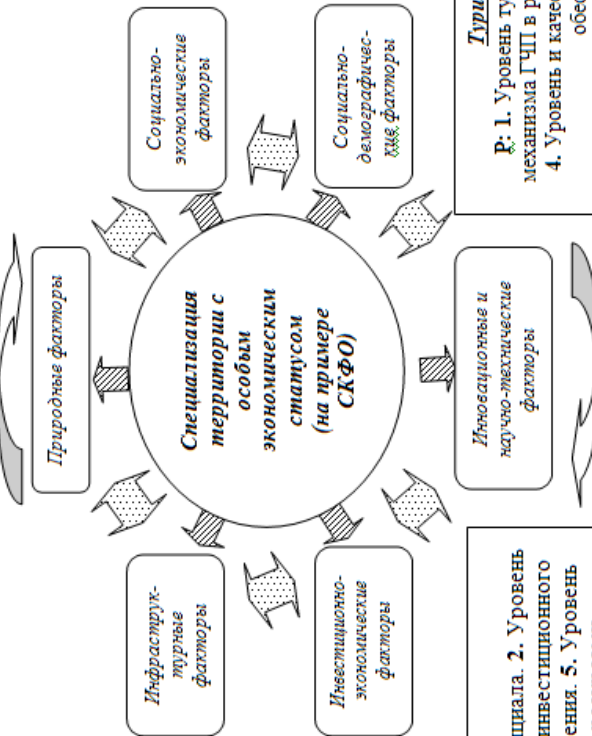 Природные факторы
Инфраструк-
турные
факторы
Социально-
экономические
факторы
Специализация
территории с
особым
экономическим
статусом
(на примере
СКФО)
Инвестиционно-
экономические
факторы
Социально-
демографичес-
кие факторы
Инновационные и
научно-технические
факторы
циала. 2. Уровень
инвестиционного
ения. 5. Уровень
Тури
Р: 1. Уровень ту
механизма ГЧП в р
4. Уровень и качес
обес